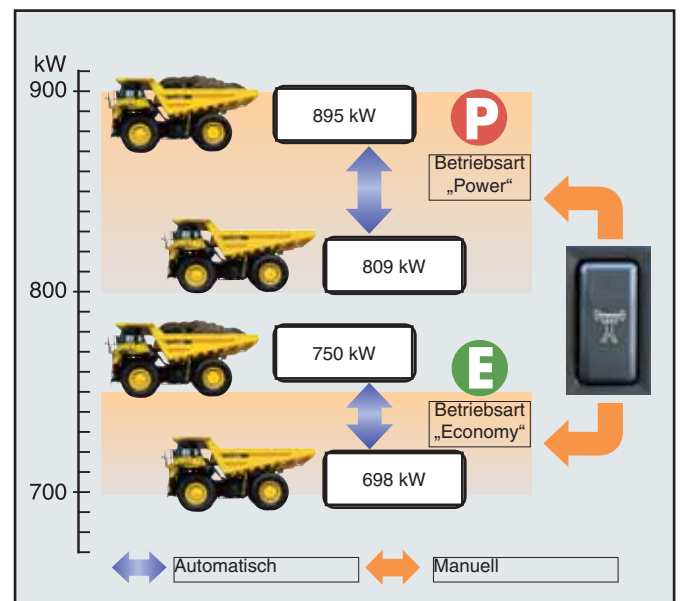 kW
900
895 kW
P
Betriebsart
„Power“
809 kW
800
750 kW
E
Betriebsart
„Economy“
698 kW
700
Automatisch
Manuell